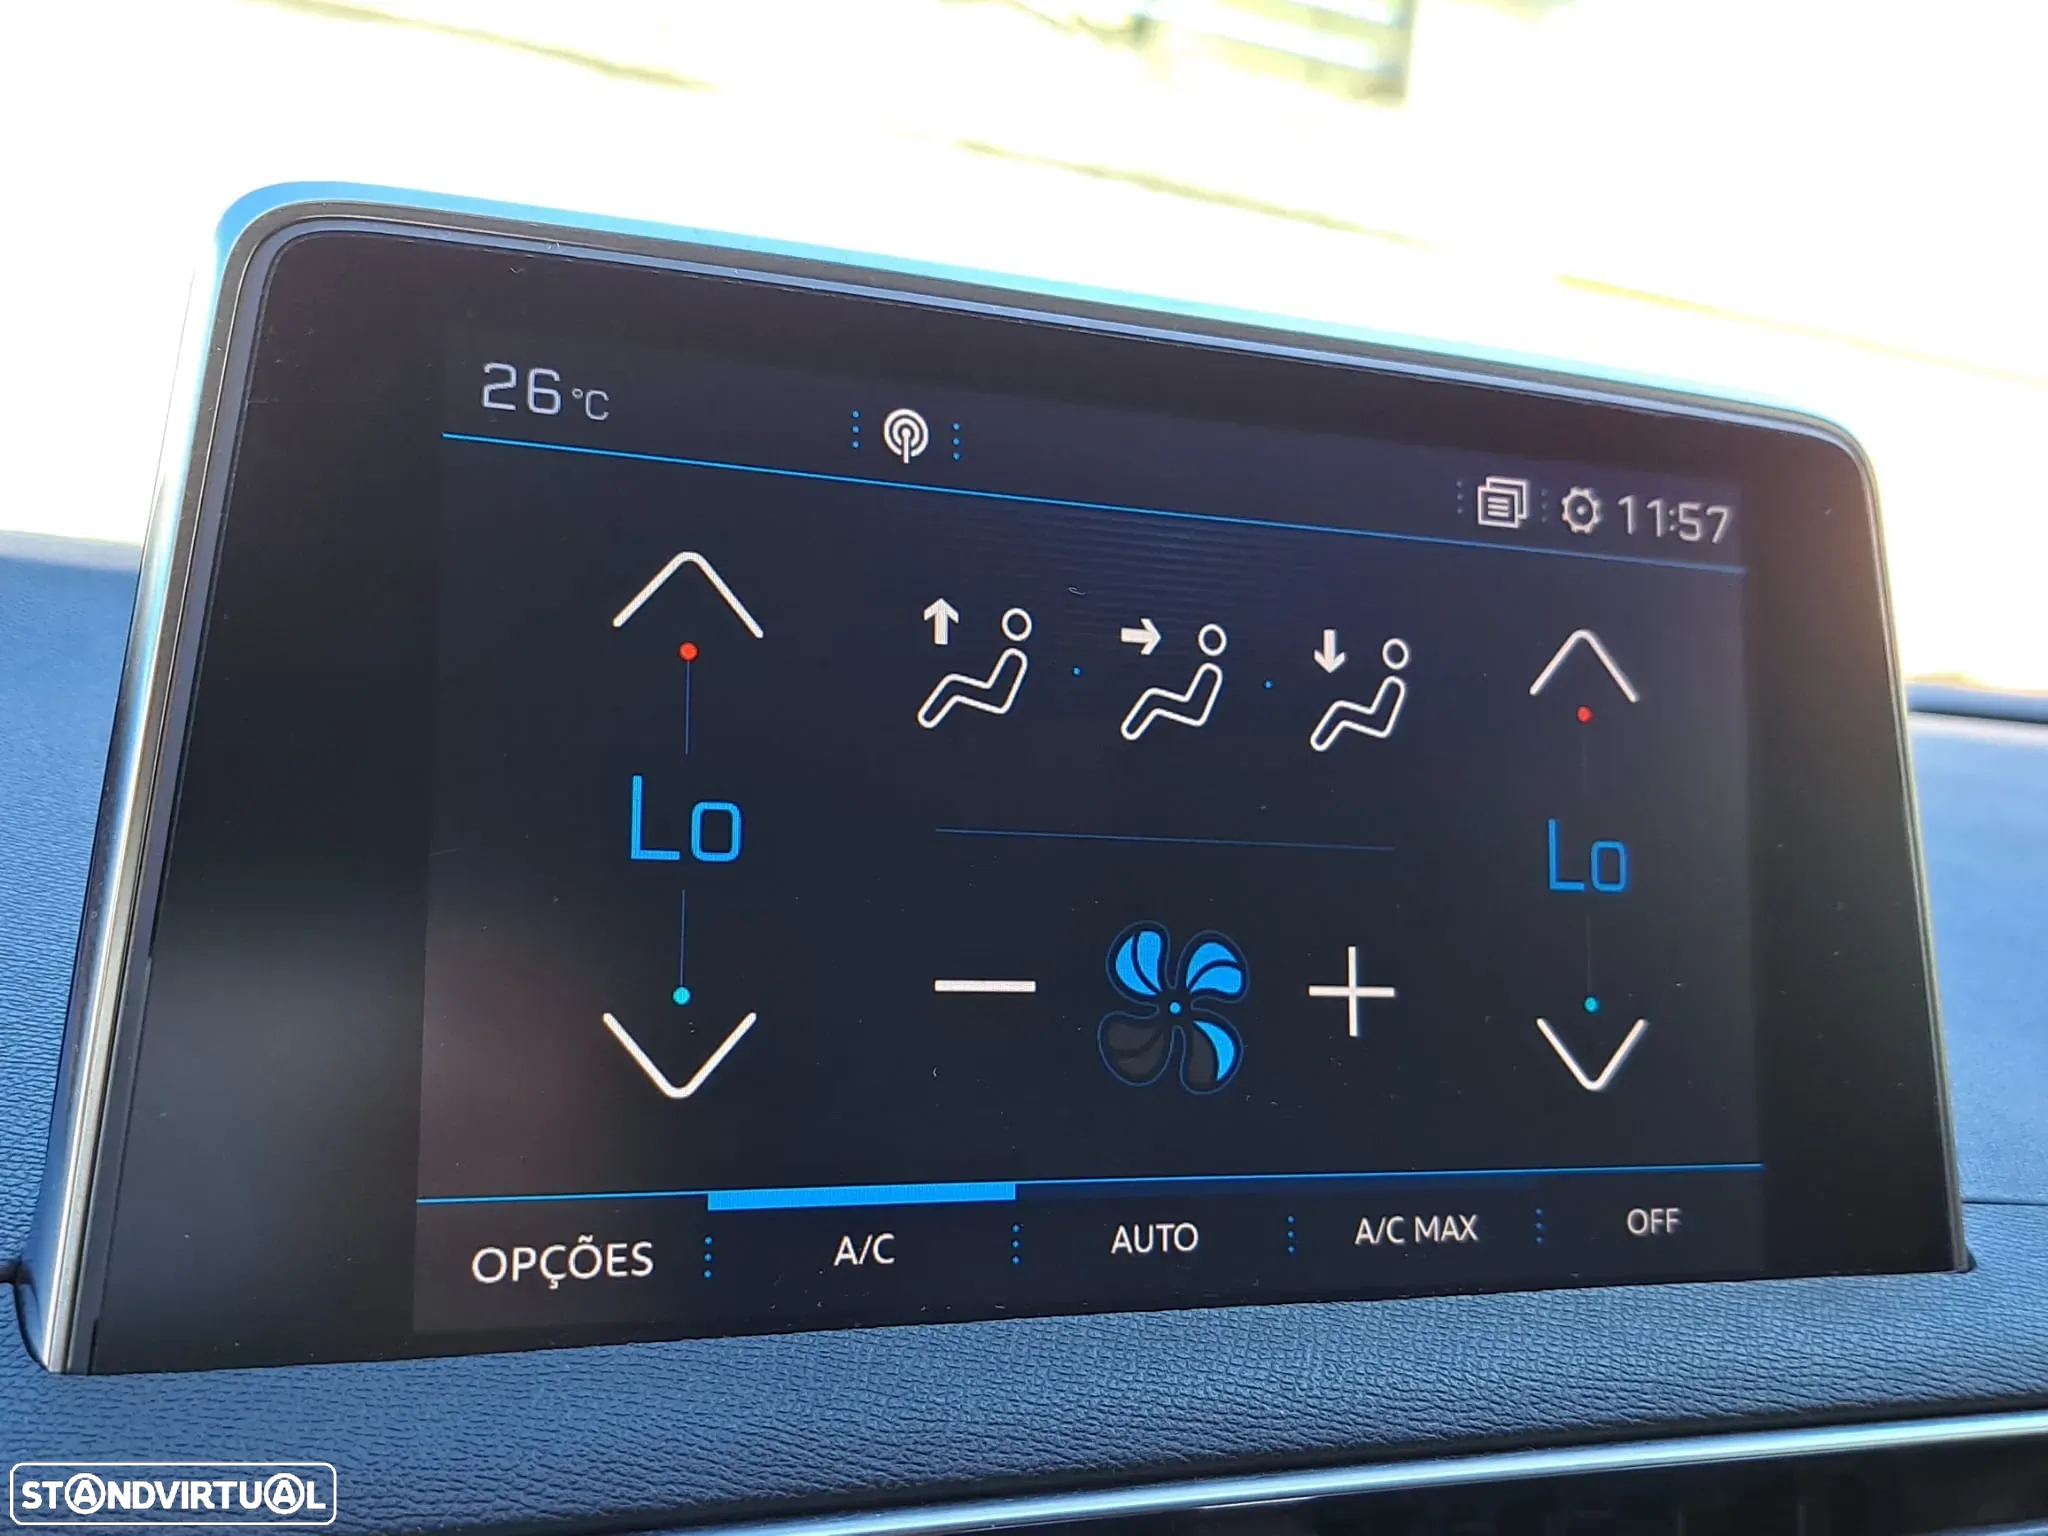 26 °C
11:57
Lo
Lo
OPÇÕES A/C AUTO A/C MAX OFF
STANDVIRTUAL